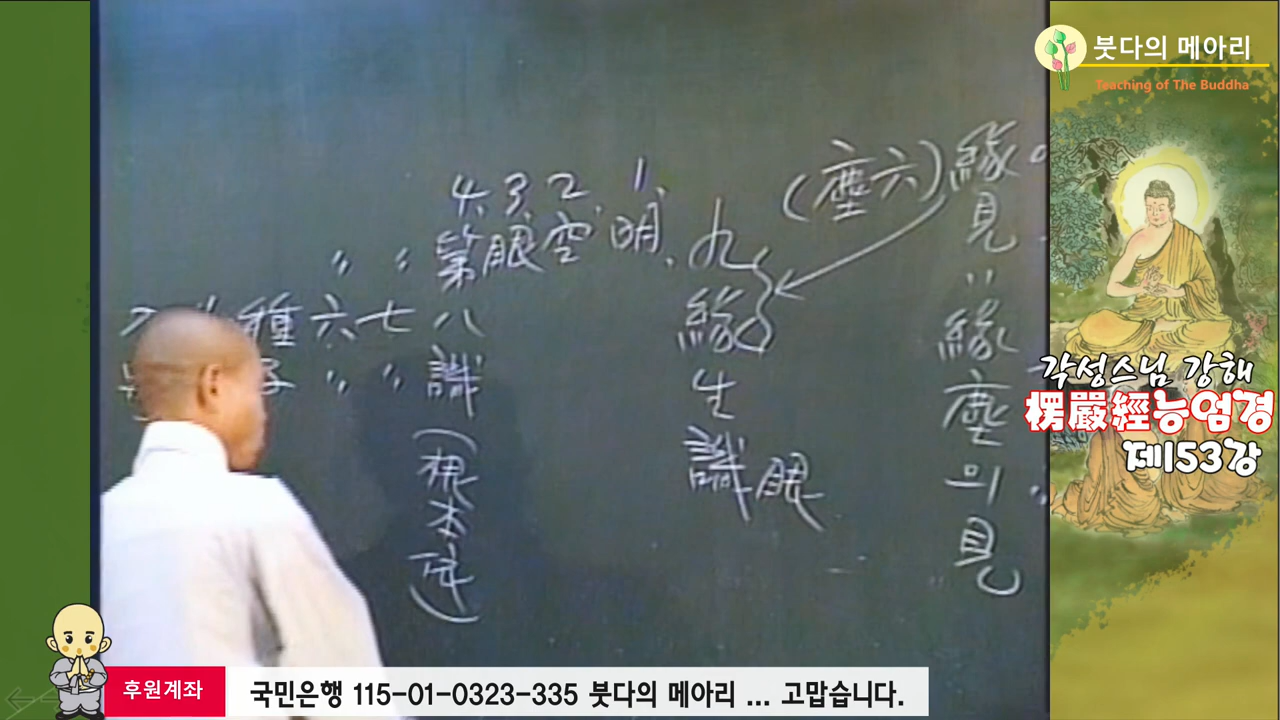 붓다의 메아리
Teaching of The Buddha
각성스님 강해
楞嚴經능엄경
제153강
緣見〃緣塵의見
(六塵)
九緣生識 眼
1. 明
2. 空
3. 眼
4. 第八識(根本依)
〃 七 〃
〃 六 〃
種子
후원계좌
국민은행 115-01-0323-335 붓다의 메아리 ... 고맙습니다.